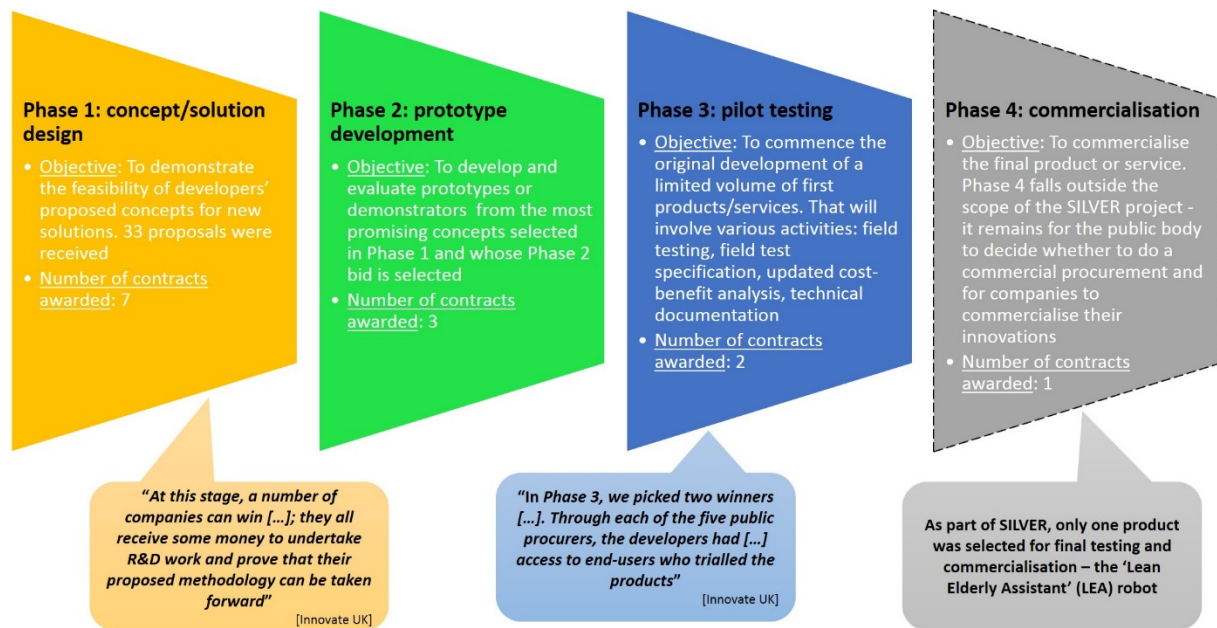 Phase 1: concept/solution
design
• Objective: To demonstrate
the feasibility of developers’
proposed concepts for new
solutions. 33 proposals were
received
• Number of contracts
awarded: 7
Phase 2: prototype
development
• Objective: To develop and
evaluate prototypes or
demonstrators from the most
promising concepts selected
in Phase 1 and whose Phase 2
bid is selected
• Number of contracts
awarded: 3
Phase 3: pilot testing
• Objective: To commence the
original development of a
limited volume of first
products/services. That will
involve various activities: field
testing, field test
specification, updated cost-
benefit analysis, technical
documentation
• Number of contracts
awarded: 2
Phase 4: commercialisation
• Objective: To commercialise
the final product or service.
Phase 4 falls outside the
scope of the SILVER project -
it remains for the public body
to decide whether to do a
commercial procurement and
for companies to
commercialise their
innovations
• Number of contracts
awarded: 1
“At this stage, a number of
companies can win […]; they all
receive some money to undertake
R&D work and prove that their
proposed methodology can be taken
forward”
[Innovate UK]
“In Phase 3, we picked two winners
[…]. Through each of the five public
procurers, the developers had […]
access to end-users who trialled the
products”
[Innovate UK]
As part of SILVER, only one product
was selected for final testing and
commercialisation – the ‘Lean
Elderly Assistant’ (LEA) robot